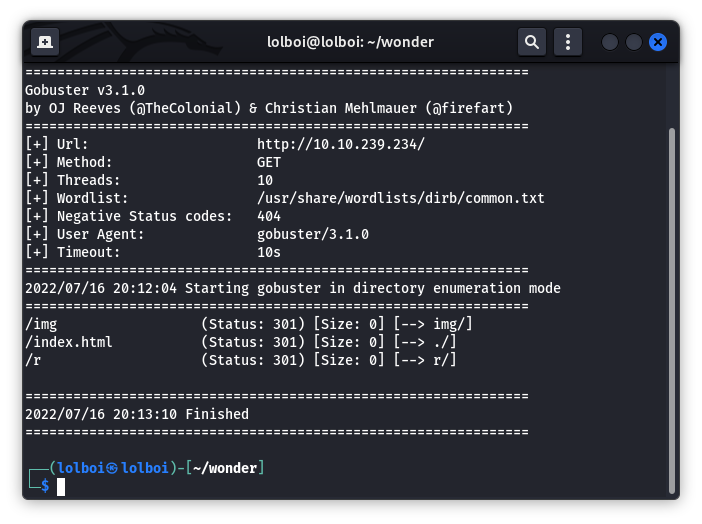 lolboi@lolboi: ~/wonder
===============================================================
Gobuster v3.1.0
by OJ Reeves (@TheColonial) & Christian Mehlmauer (@firefart)
===============================================================
[+] Url:                     http://10.10.239.234/
[+] Method:                  GET
[+] Threads:                 10
[+] Wordlist:                /usr/share/wordlists/dirb/common.txt
[+] Negative Status codes:   404
[+] User Agent:              gobuster/3.1.0
[+] Timeout:                 10s
===============================================================
2022/07/16 20:12:04 Starting gobuster in directory enumeration mode
===============================================================
/img                  (Status: 301) [Size: 0] [--> img/]
/index.html           (Status: 301) [Size: 0] [--> ./]
/r                    (Status: 301) [Size: 0] [--> r/]
===============================================================
2022/07/16 20:13:10 Finished
===============================================================
┌──(lolboi㉿lolboi)-[~/wonder]
└─$